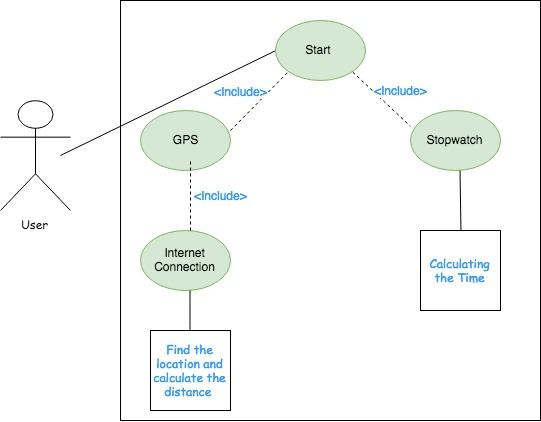 Start
<Include>
<Include>
GPS
Stopwatch
User
<Include>
Internet
Connection
Calculating
the Time
Find the
location and
calculate the
distance